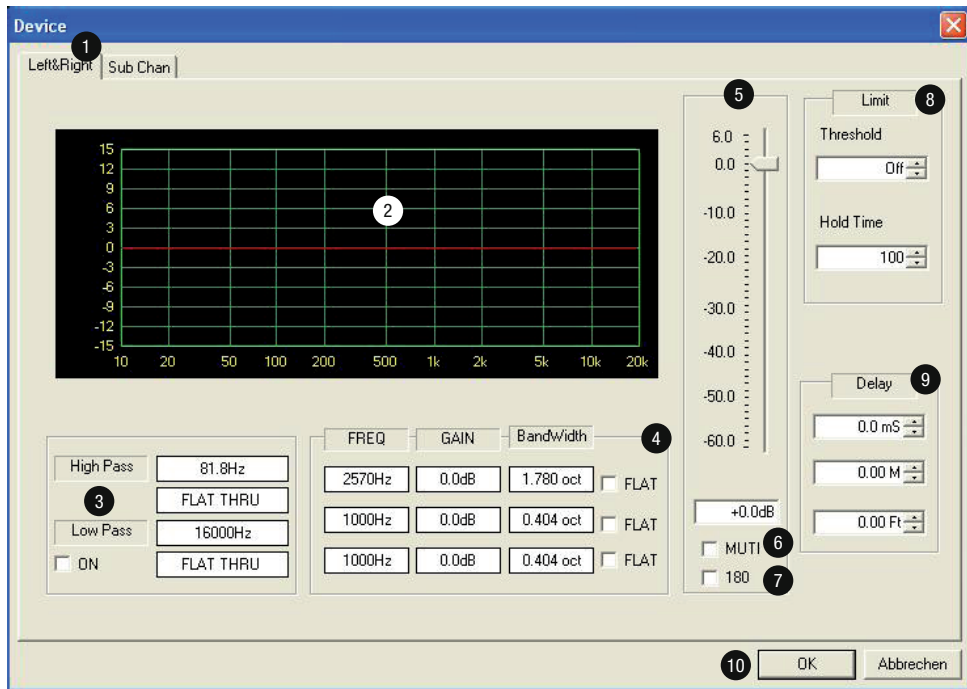 Device
1
Left&Right
Sub Chan
2
15
12
9
6
3
0
-3
-6
-9
-12
-15
10 20 50 100 200 500 1k 2k 5k 10k 20k
3
High Pass
81.8Hz
FLAT THRU
Low Pass
16000Hz
ON
FLAT THRU
4
FREQ GAIN BandWidth
2570Hz 0.0dB 1.780 oct FLAT
1000Hz 0.0dB 0.404 oct FLAT
1000Hz 0.0dB 0.404 oct FLAT
5
6.0
0.0
-10.0
-20.0
-30.0
-40.0
-50.0
-60.0
+0.0dB
MUTI 6
180 7
Limit 8
Threshold
Off
Hold Time
100
Delay 9
0.0 mS
0.00 M
0.00 Ft
10 OK Abbrechen